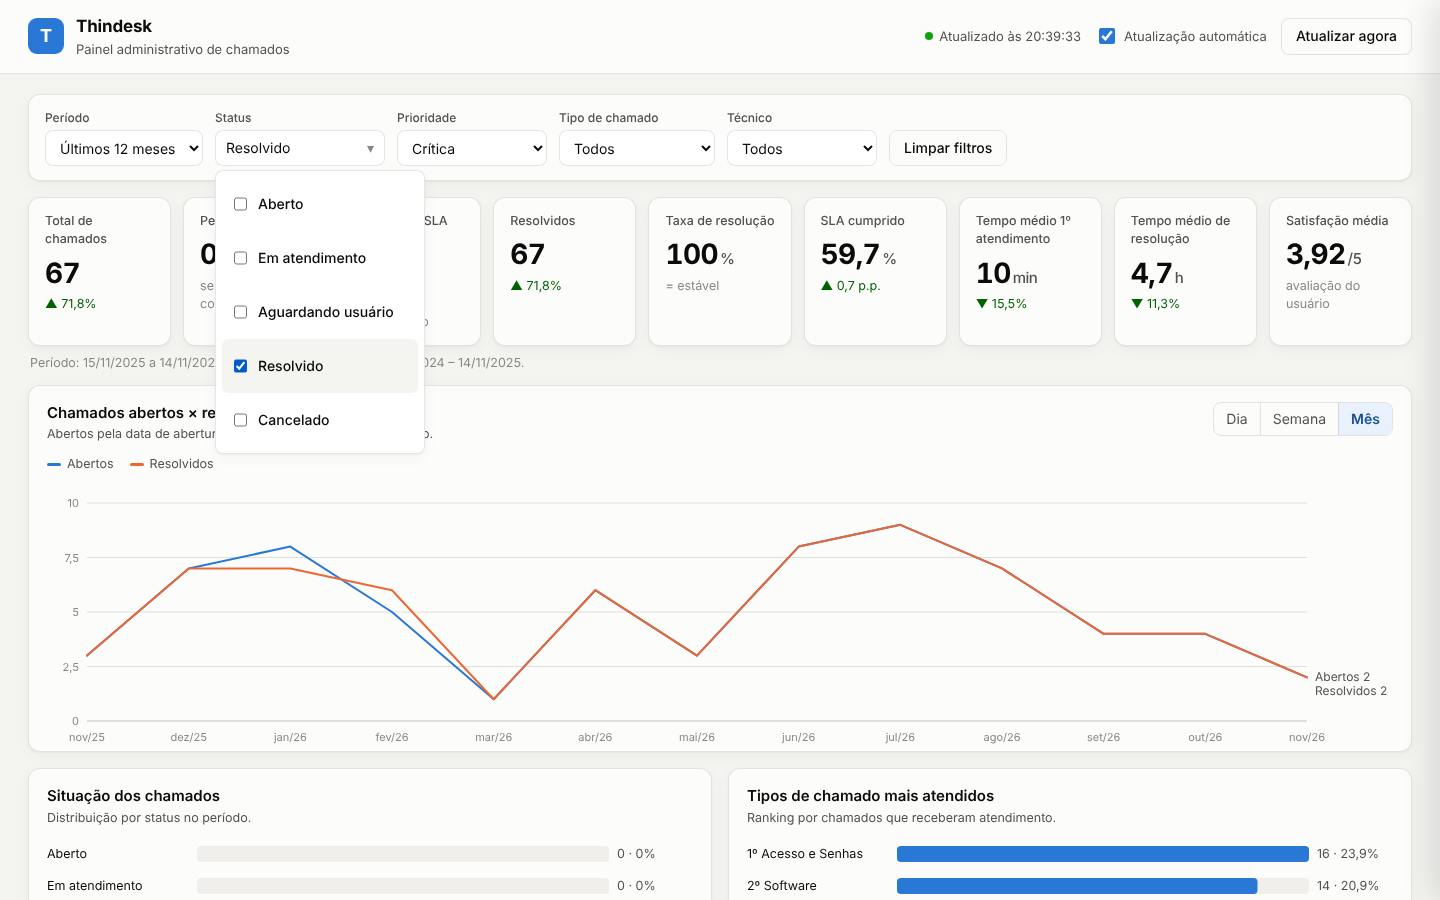 T
Thindesk
Painel administrativo de chamados
Atualizado às 20:39:33
Atualização automática
Atualizar agora
Período
Status
Prioridade
Tipo de chamado
Técnico
Últimos 12 meses
Resolvido
Crítica
Todos
Todos
Limpar filtros
Aberto
Em atendimento
Aguardando usuário
Resolvido
Cancelado
Total de
chamados
67
▲ 71,8%
SLA
Resolvidos
67
▲ 71,8%
Taxa de resolução
100 %
= estável
SLA cumprido
59,7 %
▲ 0,7 p.p.
Tempo médio 1º
atendimento
10 min
▼ 15,5%
Tempo médio de
resolução
4,7 h
▼ 11,3%
Satisfação média
3,92 /5
avaliação do
usuário
Período: 15/11/2025 a 14/11/202
024 – 14/11/2025.
Chamados abertos × re
Abertos pela data de abertur
Dia
Semana
Mês
Abertos
Resolvidos
10
7,5
5
2,5
0
nov/25
dez/25
jan/26
fev/26
mar/26
abr/26
mai/26
jun/26
jul/26
ago/26
set/26
out/26
nov/26
Abertos 2
Resolvidos 2
Situação dos chamados
Distribuição por status no período.
Aberto
0 · 0%
Em atendimento
0 · 0%
Tipos de chamado mais atendidos
Ranking por chamados que receberam atendimento.
1º Acesso e Senhas
16 · 23,9%
2º Software
14 · 20,9%